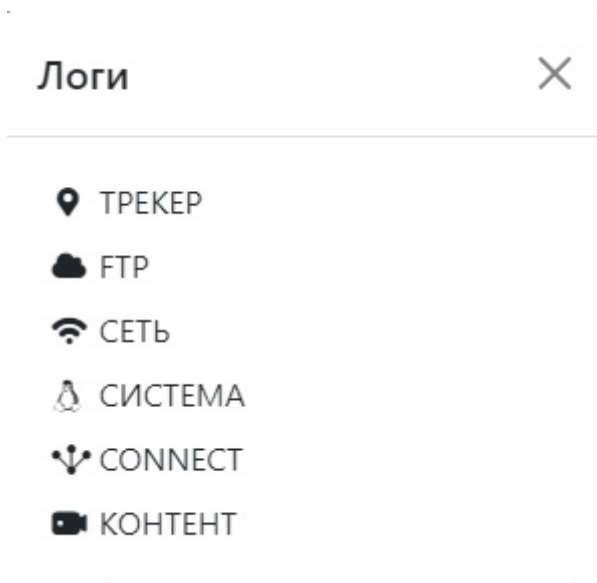 Логи
ТРЕКЕР
FTP
СЕТЬ
СИСТЕМА
CONNECT
КОНТЕНТ